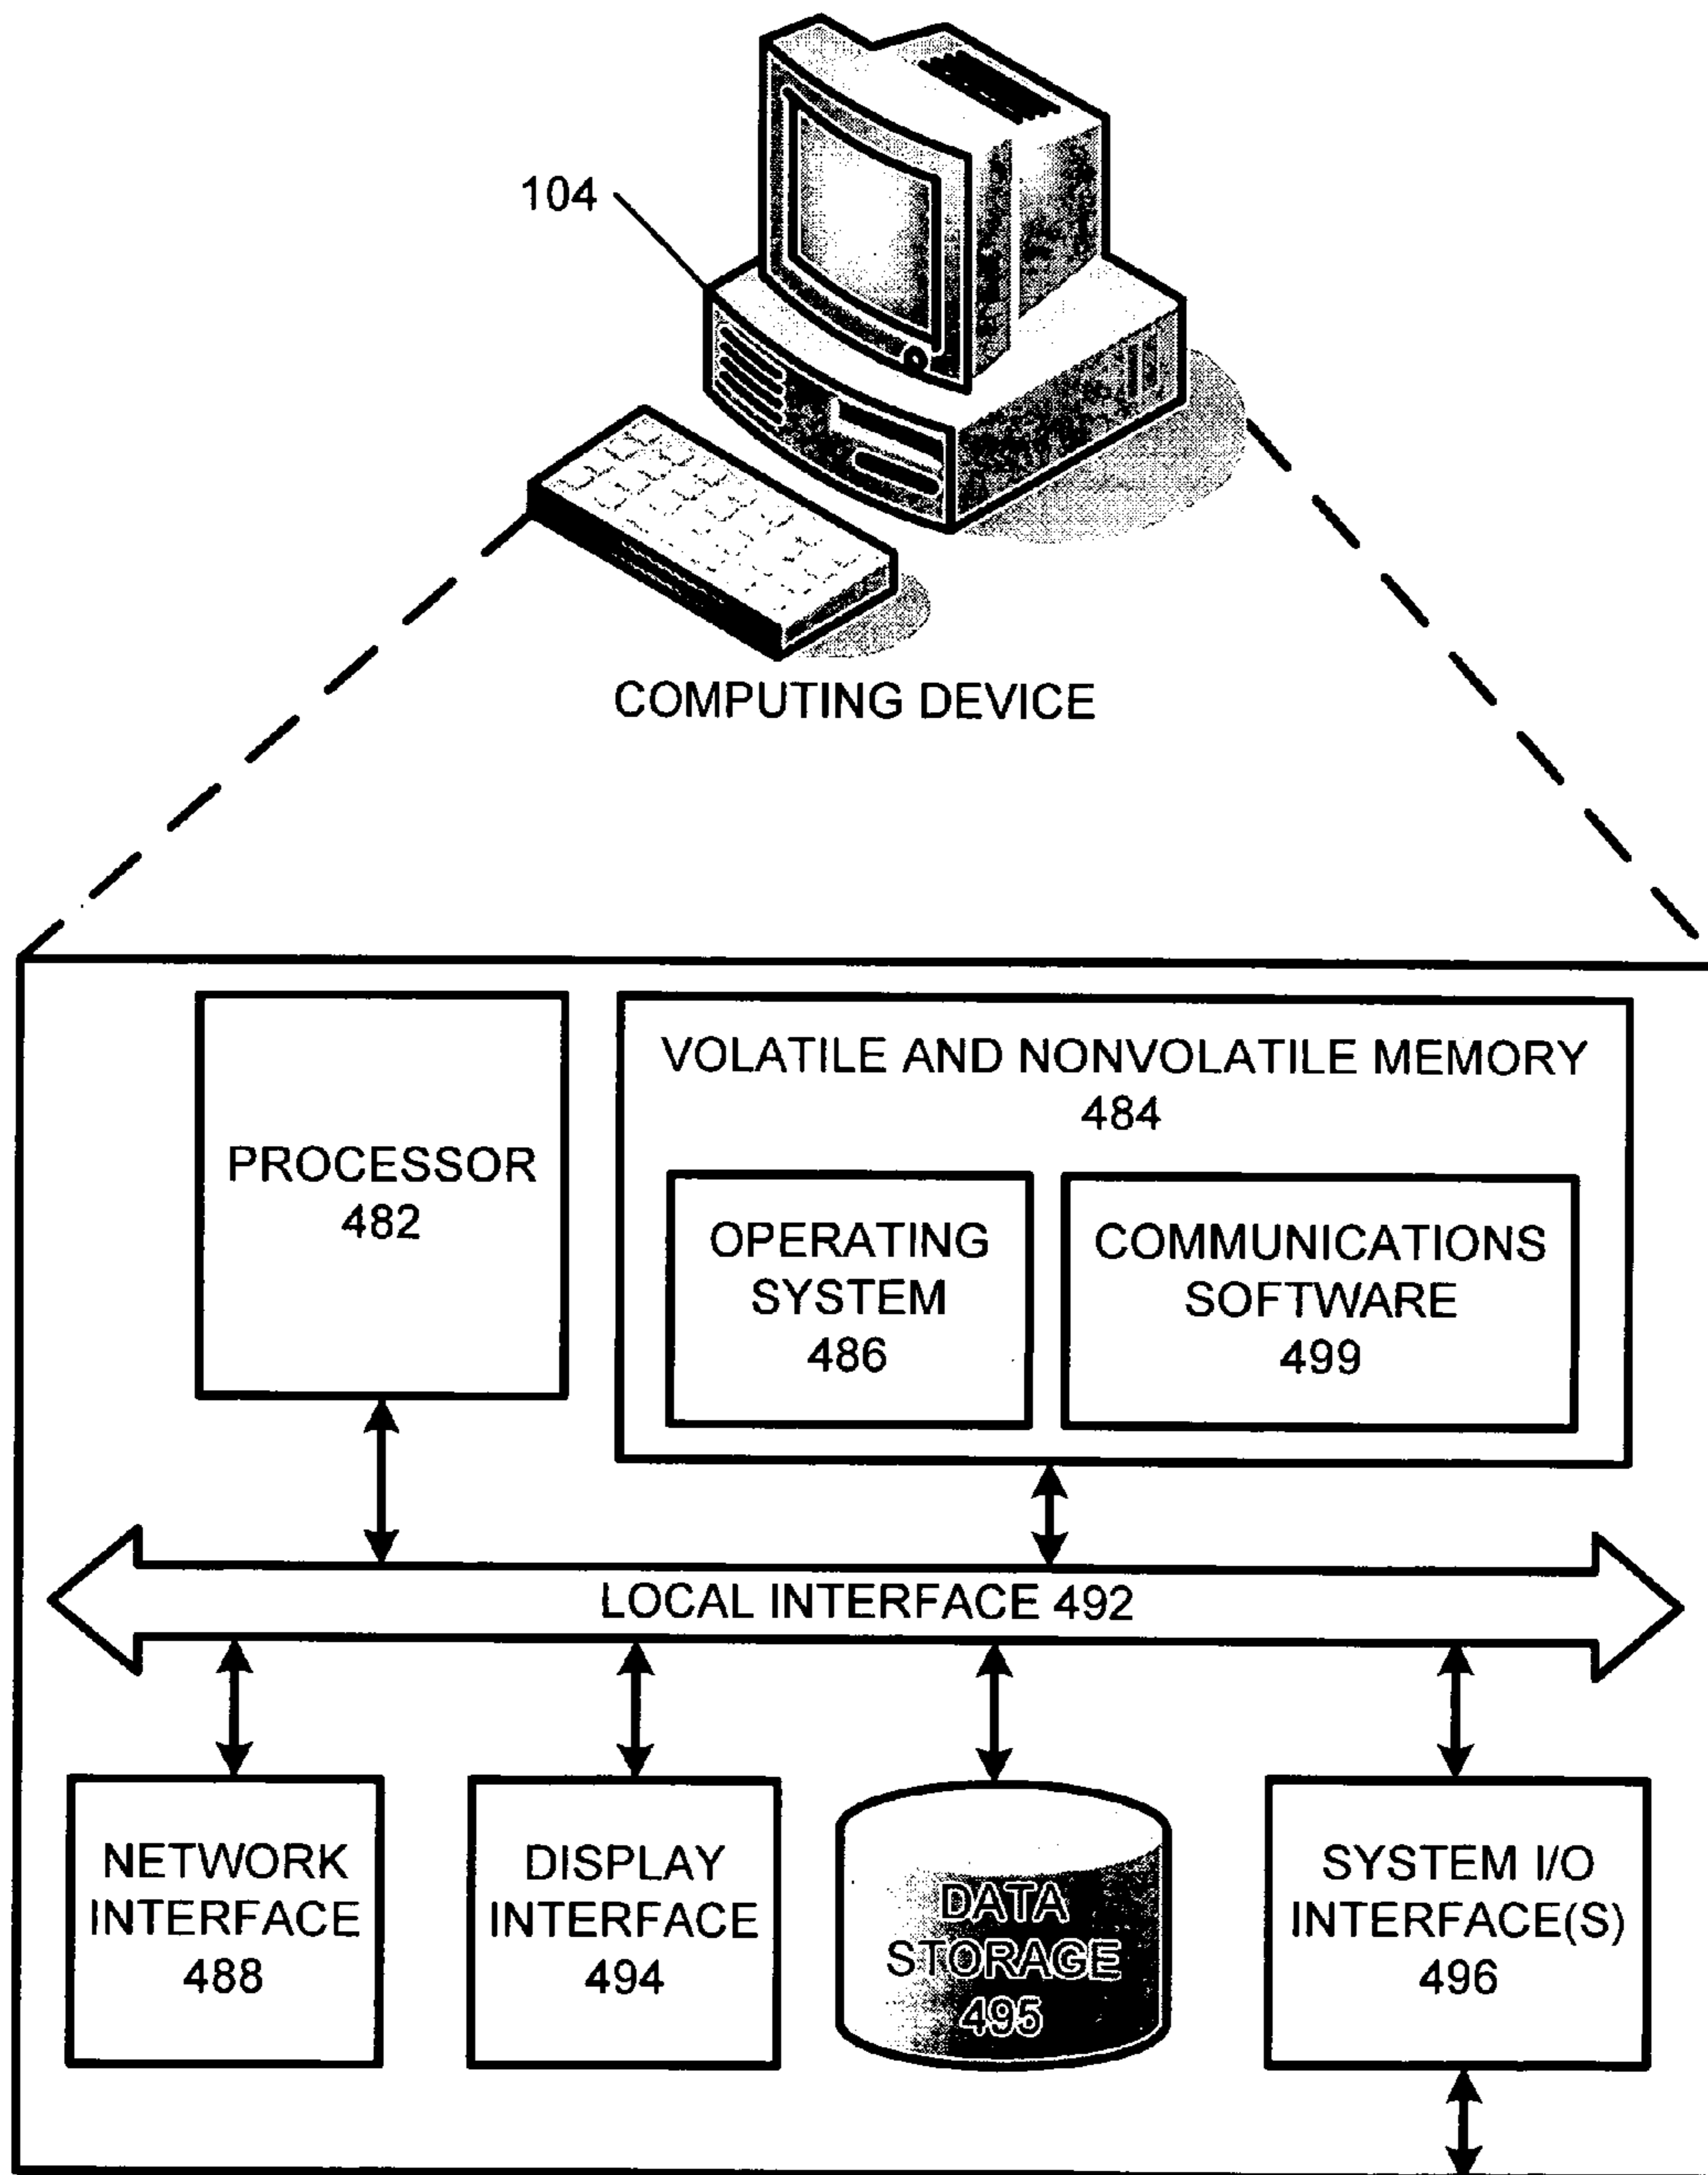 104
COMPUTING DEVICE
PROCESSOR
482
VOLATILE AND NONVOLATILE MEMORY
484
OPERATING
SYSTEM
486
COMMUNICATIONS
SOFTWARE
499
LOCAL INTERFACE 492
NETWORK
INTERFACE
488
DISPLAY
INTERFACE
494
DATA
STORAGE
495
SYSTEM I/O
INTERFACE(S)
496